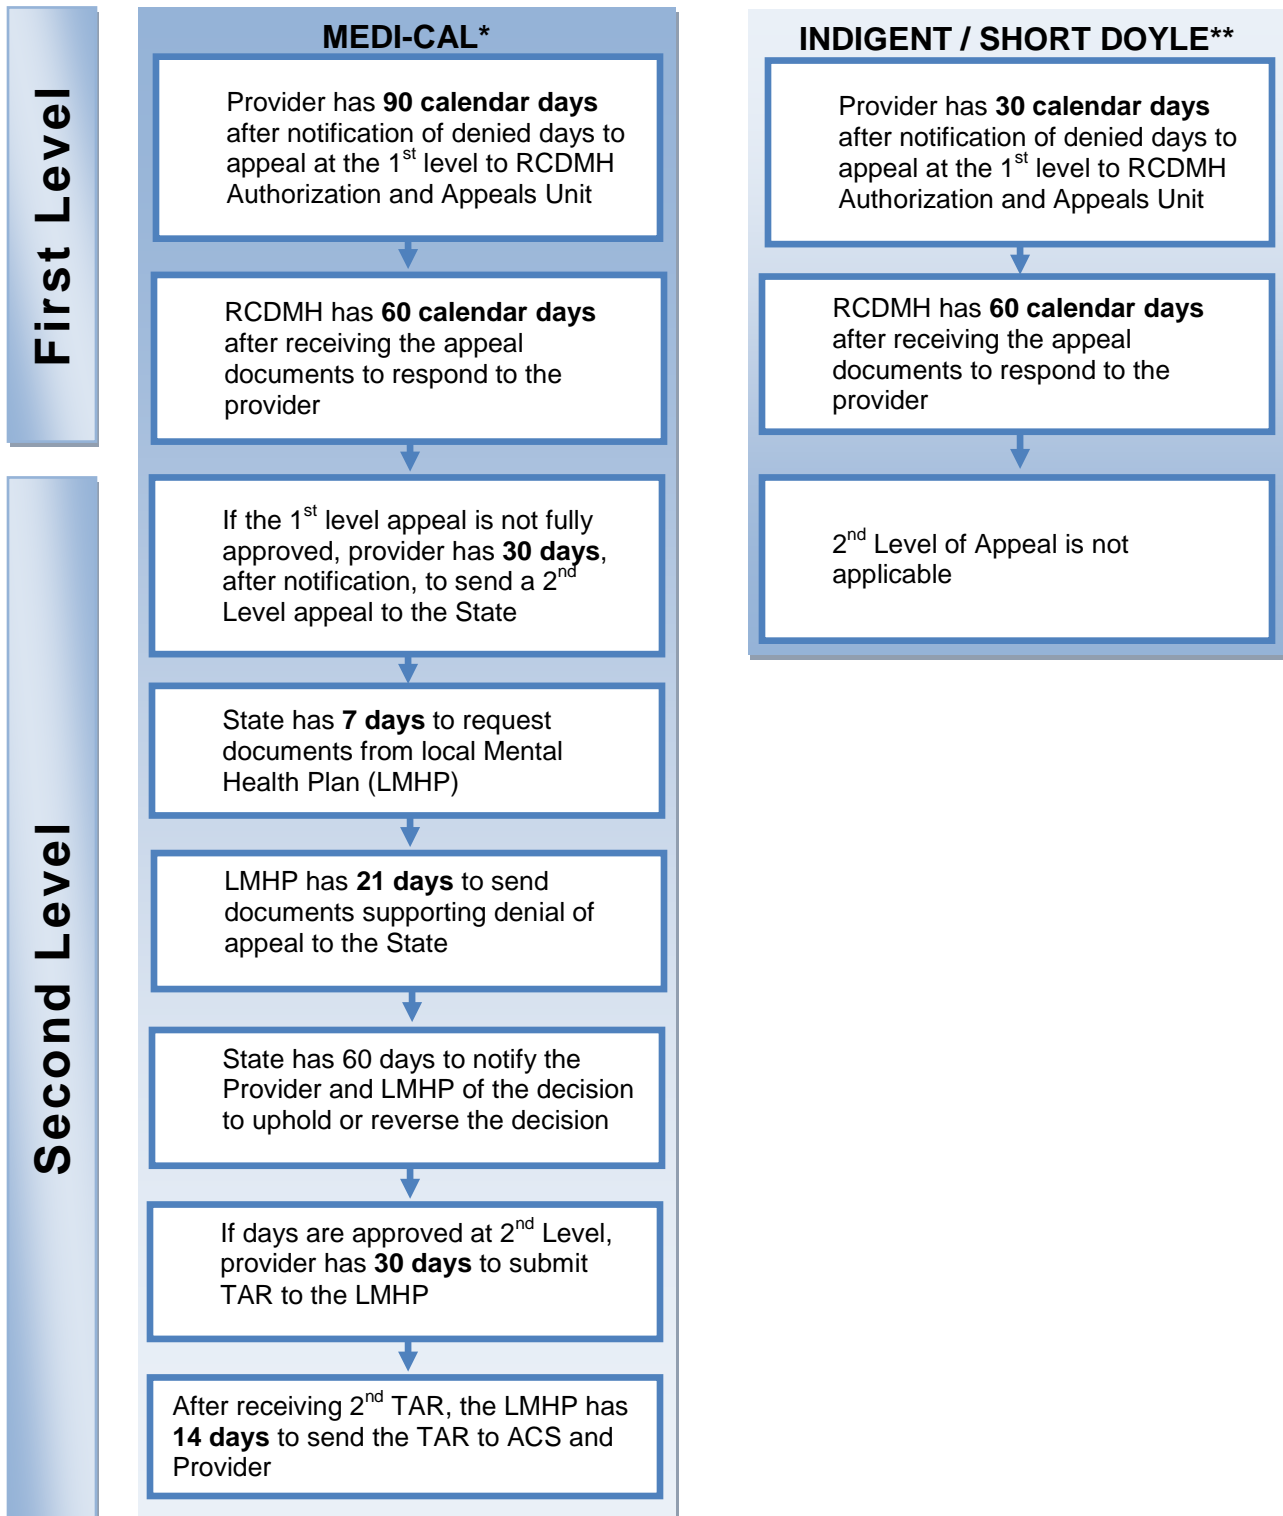 First Level
MEDI-CAL*
Provider has 90 calendar days
after notification of denied days to
appeal at the 1st level to RCDMH
Authorization and Appeals Unit
RCDMH has 60 calendar days
after receiving the appeal
documents to respond to the
provider
Second Level
If the 1st level appeal is not fully
approved, provider has 30 days,
after notification, to send a 2nd
Level appeal to the State
State has 7 days to request
documents from local Mental
Health Plan (LMHP)
LMHP has 21 days to send
documents supporting denial of
appeal to the State
State has 60 days to notify the
Provider and LMHP of the decision
to uphold or reverse the decision
If days are approved at 2nd Level,
provider has 30 days to submit
TAR to the LMHP
After receiving 2nd TAR, the LMHP has
14 days to send the TAR to ACS and
Provider
INDIGENT / SHORT DOYLE**
Provider has 30 calendar days
after notification of denied days to
appeal at the 1st level to RCDMH
Authorization and Appeals Unit
RCDMH has 60 calendar days
after receiving the appeal
documents to respond to the
provider
2nd Level of Appeal is not
applicable